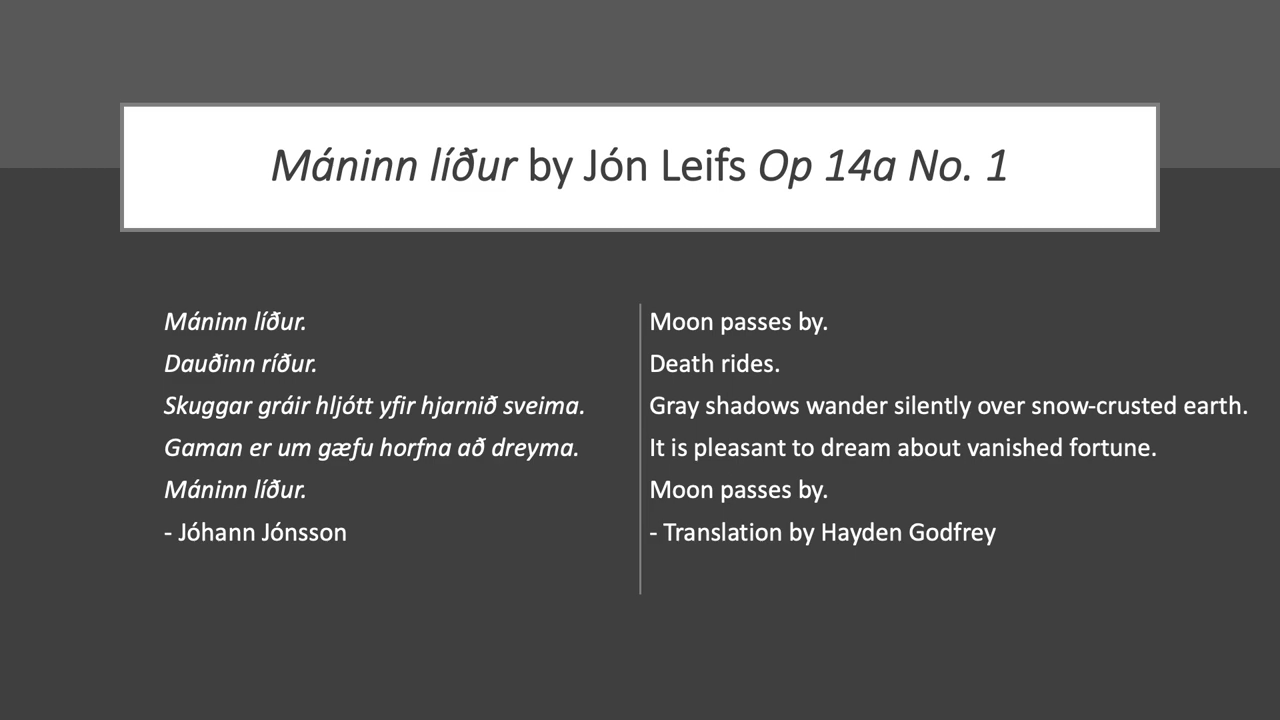 Máninn líður by Jón Leifs Op 14a No. 1
Máninn líður.
Dauðinn ríður.
Skuggar gráir hljótt yfir hjarnið sveima.
Gaman er um gæfu horfna að dreyma.
Máninn líður.
- Jóhann Jónsson
Moon passes by.
Death rides.
Gray shadows wander silently over snow-crusted earth.
It is pleasant to dream about vanished fortune.
Moon passes by.
- Translation by Hayden Godfrey